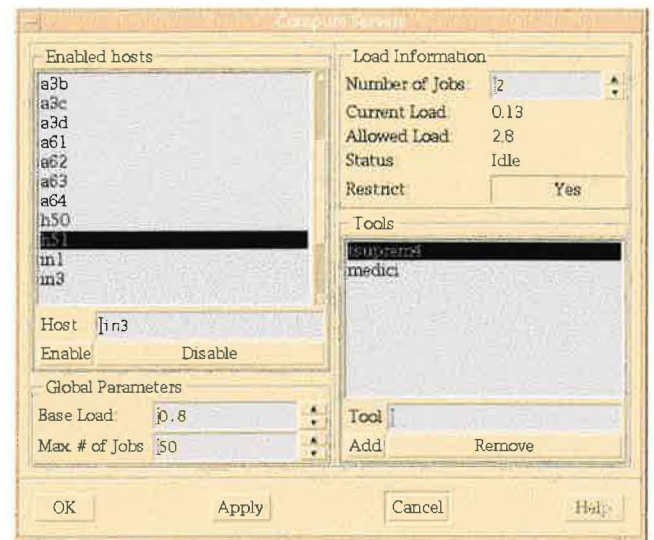 Compute Servers
Enabled hosts
a3b
a3c
a3d
a61
a62
a63
a64
h50
h51
in1
in3
Host in3
Enable Disable
Global Parameters
Base Load: 0.8
Max. # of Jobs 50
Load Information
Number of Jobs: 2
Current Load: 0.13
Allowed Load: 2.8
Status Idle
Restrict Yes
Tools
tsuprem4
medici
Tool
Add Remove
OK Apply Cancel Help